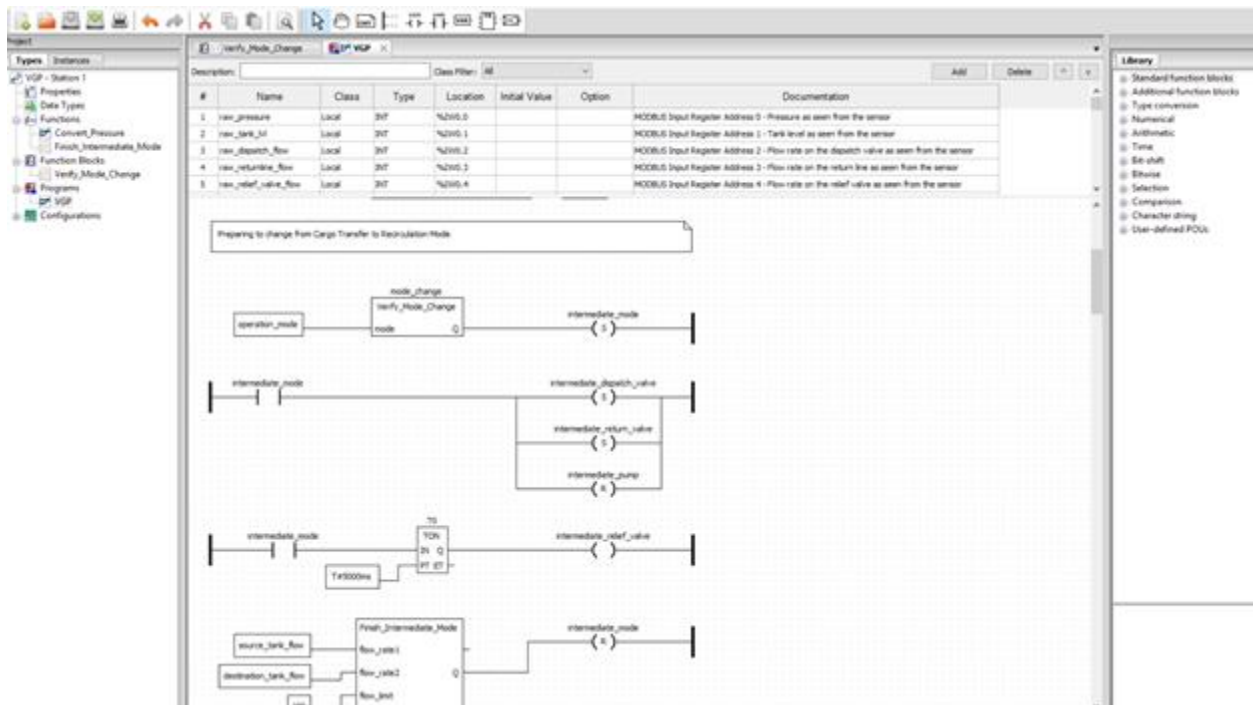 Project
Types Instances
VGP - Station 1
Properties
Data Types
Functions
Convert_Pressure
Finish_Intermediate_Mode
Function Blocks
Verify_Mode_Change
Programs
VGP
Configurations
Verify_Mode_Change VGP
Description: Class Filter: All Add Delete
# Name Class Type Location Initial Value Option Documentation
1 raw_pressure Local INT %IW0.0 MODBUS Input Register Address 0 - Pressure as seen from the sensor
2 raw_tank_lvl Local INT %IW0.1 MODBUS Input Register Address 1 - Tank level as seen from the sensor
3 raw_dispatch_flow Local INT %IW0.2 MODBUS Input Register Address 2 - Flow rate on the dispatch valve as seen from the sensor
4 raw_returnline_flow Local INT %IW0.3 MODBUS Input Register Address 3 - Flow rate on the return line as seen from the sensor
5 raw_relief_valve_flow Local INT %IW0.4 MODBUS Input Register Address 4 - Flow rate on the relief valve as seen from the sensor
Preparing to change from Cargo Transfer to Recirculation Mode
mode_change
Verify_Mode_Change
operation_mode
mode Q
intermediate_mode
S
intermediate_mode
intermediate_dispatch_valve
S
intermediate_return_valve
S
intermediate_pump
R
intermediate_mode
TON
IN Q
PT ET
T#5000ms
intermediate_relief_valve
Finish_Intermediate_Mode
source_tank_flow
flow_rate1
destination_tank_flow
flow_rate2 Q
flow_limit
intermediate_mode
R
Library
Standard function blocks
Additional function blocks
Type conversion
Numerical
Arithmetic
Time
Bit-shift
Bitwise
Selection
Comparison
Character string
User-defined POUs